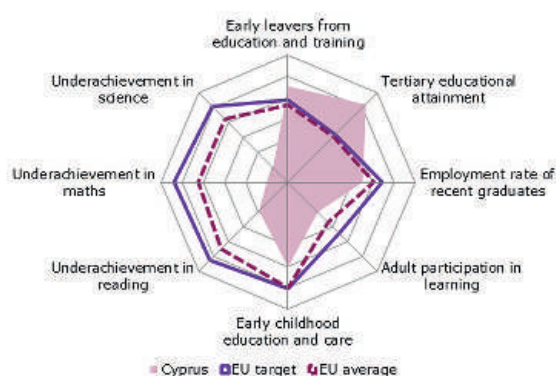 Early leavers from
education and training
Underachievement in
science
Tertiary educational
attainment
Underachievement in
maths
Employment rate of
recent graduates
Underachievement in
reading
Adult participation in
learning
Early childhood
education and care
Cyprus EU target EU average